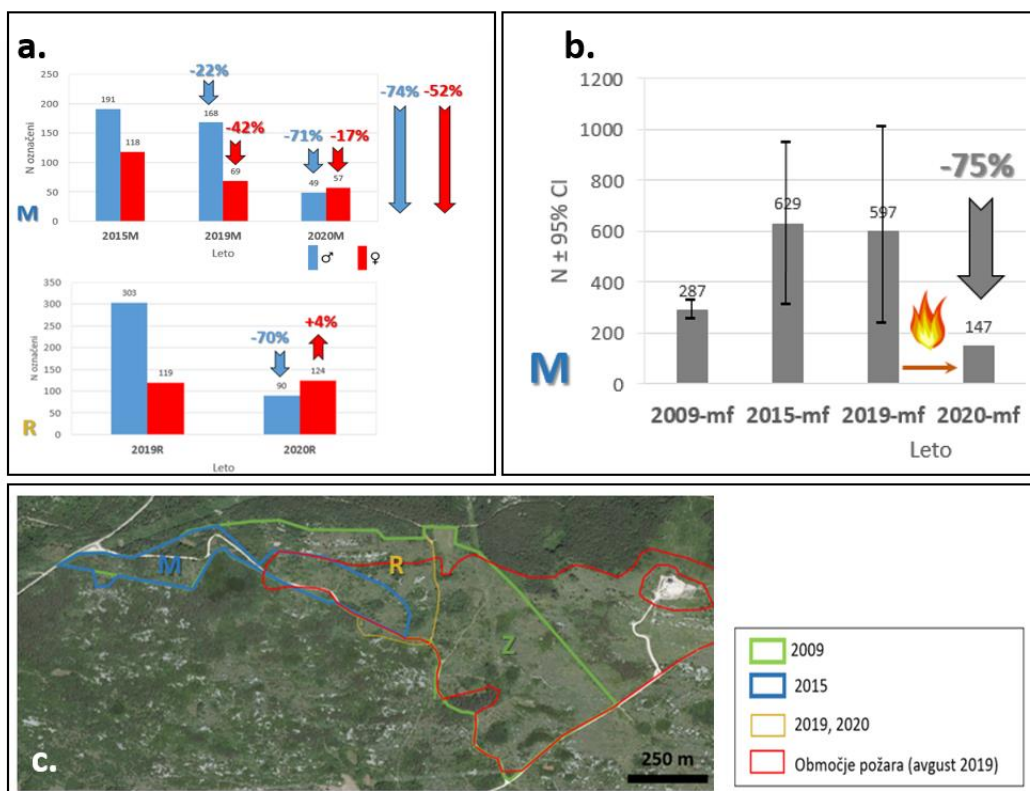 a.
-22%
-74% -52%
250
200
150
100
50
0
N označeni
191
118
168
-42%
69
-71%
-17%
49
57
M
2015M 2019M 2020M
Leto
♂ ♀
350
300
250
200
150
100
50
0
N označeni
303
119
-70%
+4%
90
124
R
2019R 2020R
Leto
b.
1200
1000
800
600
400
200
0
N ± 95% CI
287
629
597
-75%
147
M
2009-mf 2015-mf 2019-mf 2020-mf
Leto
M
R
Z
250 m
c.
2009
2015
2019, 2020
Območje požara (avgust 2019)